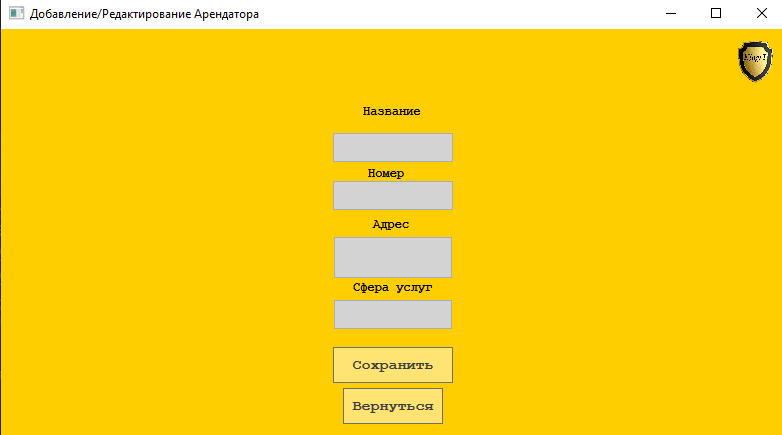 Добавление/Редактирование Арендатора
Название
Номер
Адрес
Сфера услуг
Сохранить
Вернуться